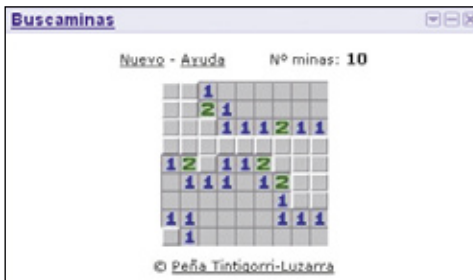 Buscaminas
Nuevo - Ayuda Nº minas: 10
1
2 1
1 1 1 2 1 1
1 2 1 1 2
1 1 1 1 2
1
1 1 1 1 1
1
© Peña Tintigorri-Luzarra